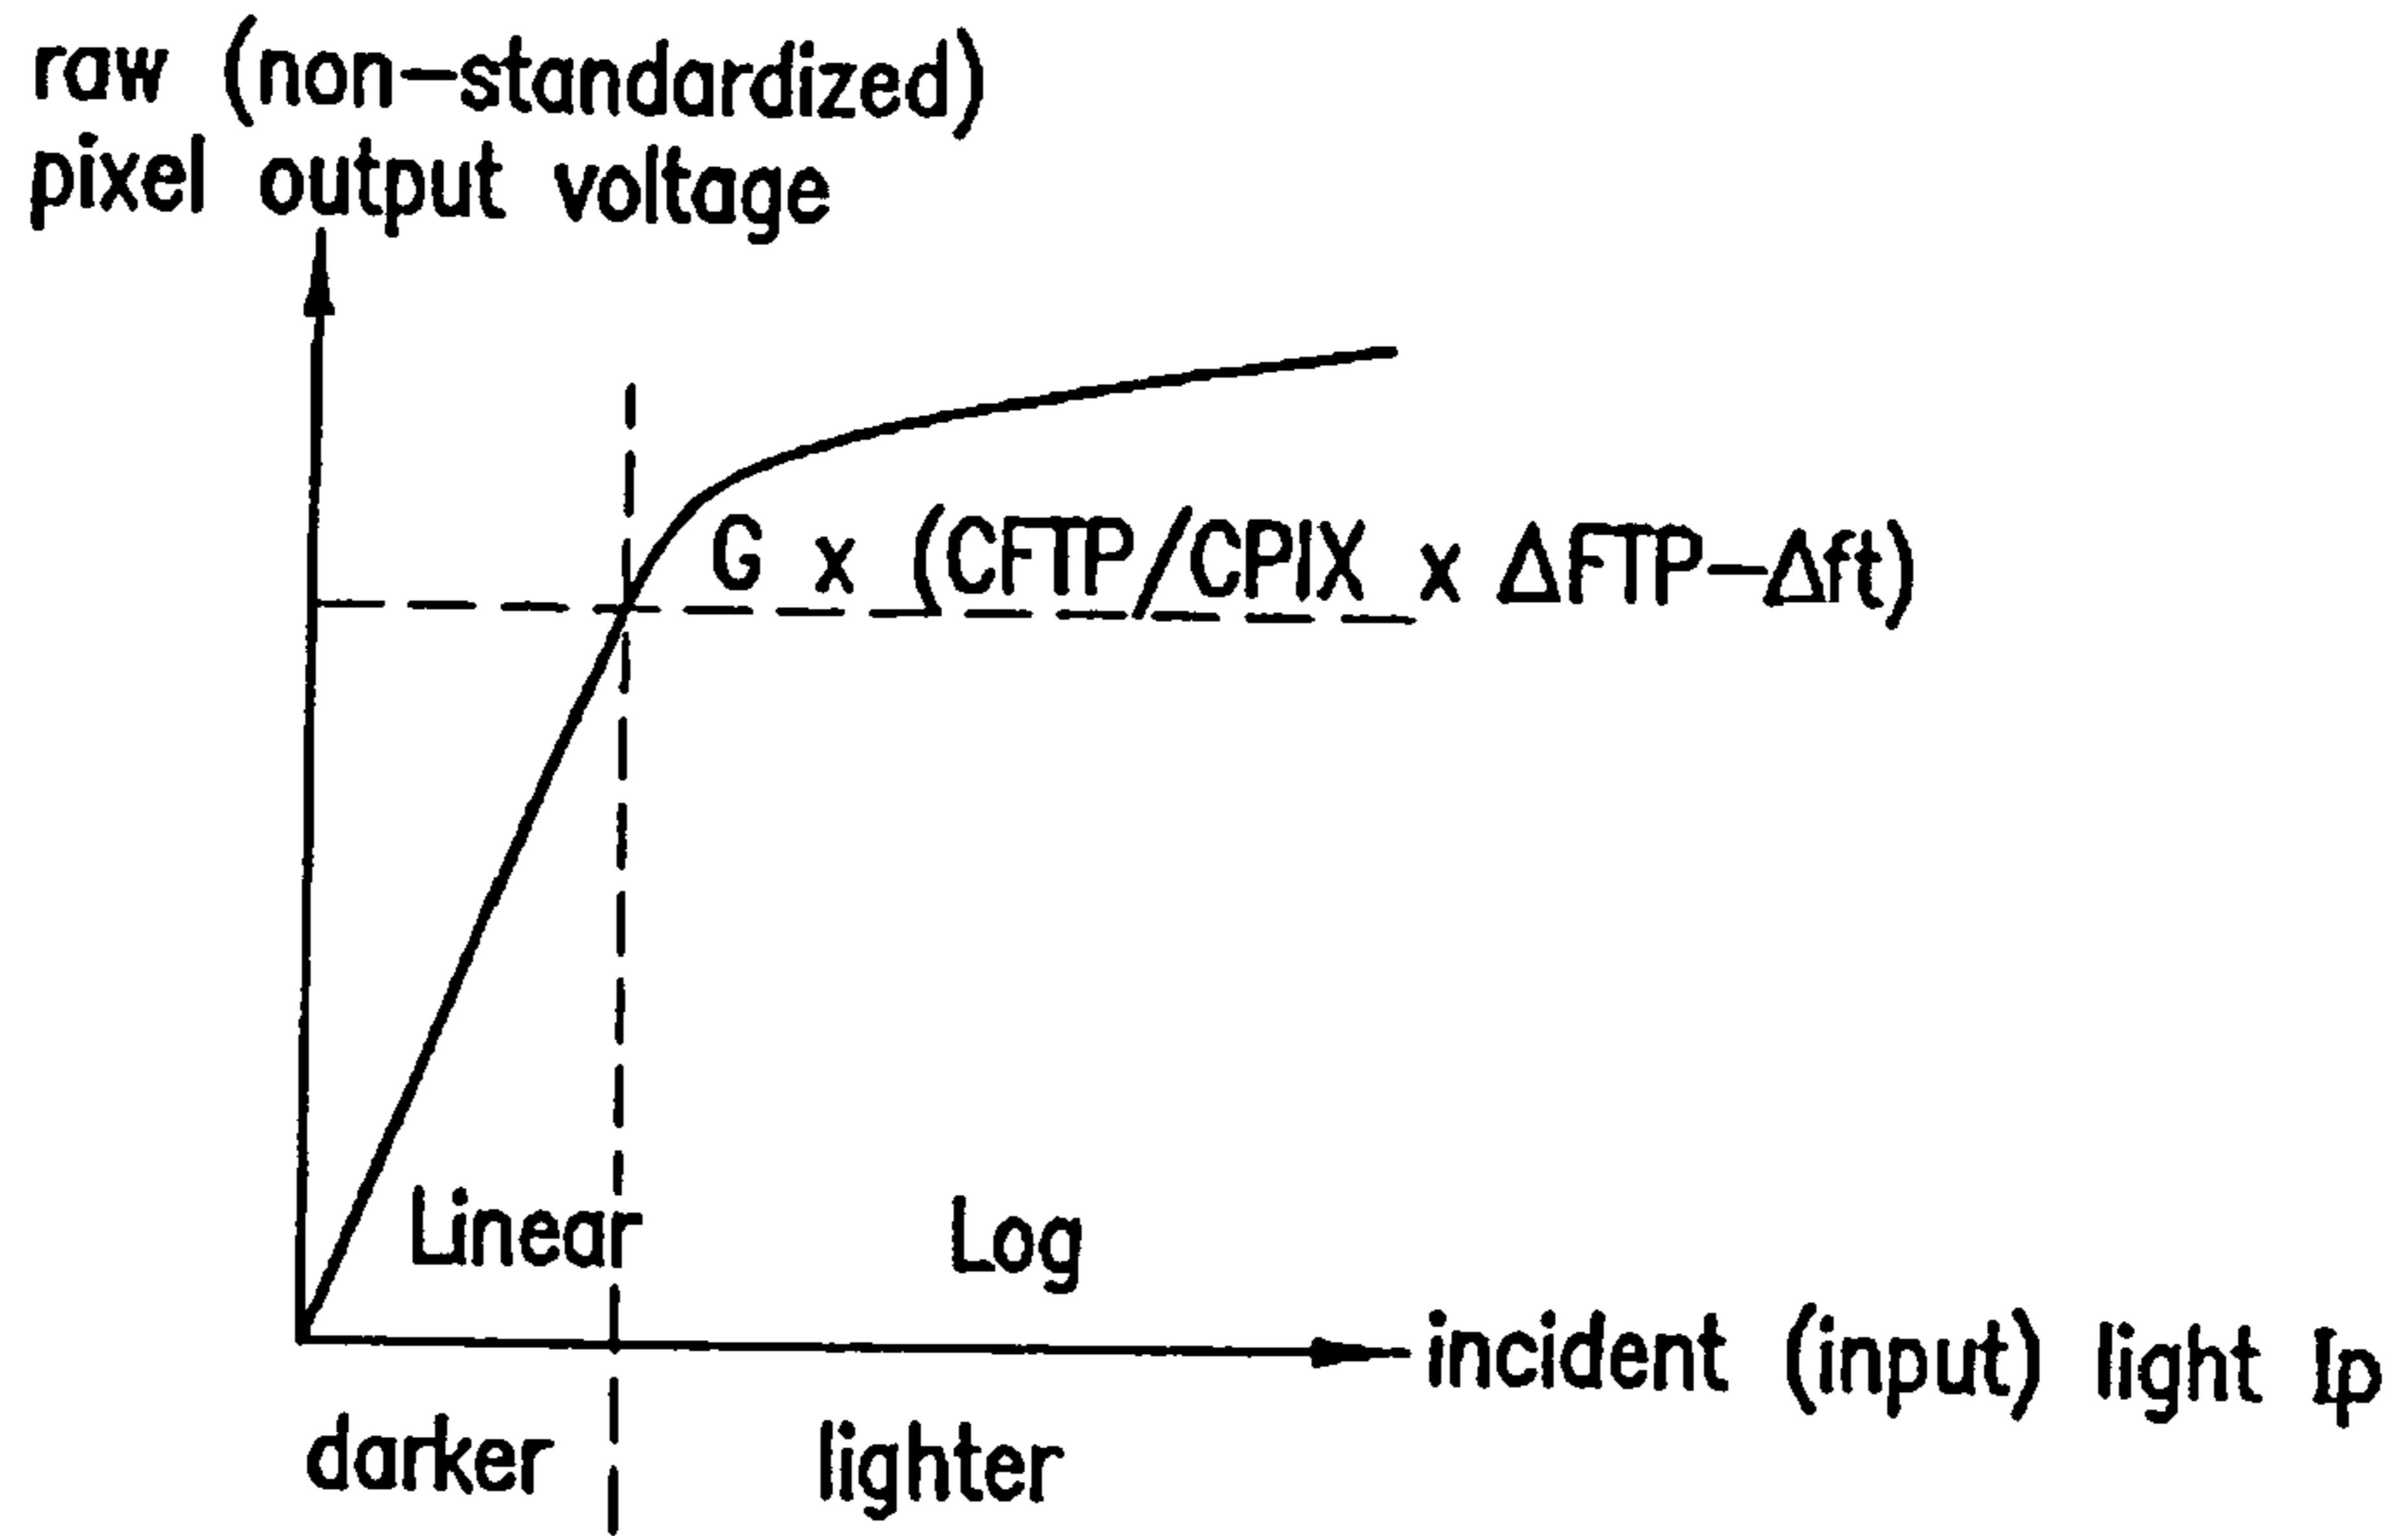 raw (non-standardized)
pixel output voltage
G x (CFTP/CPIX x ΔFTP-Δft)
Linear
Log
incident (input) light Ip
darker
lighter